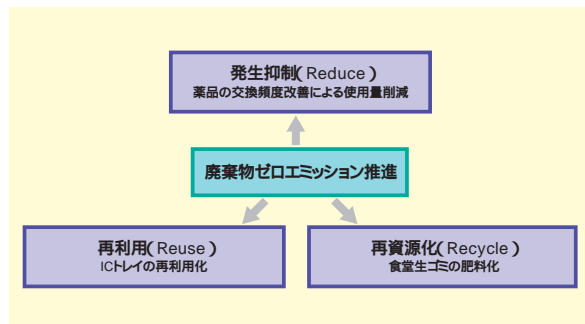 発生抑制(Reduce)
薬品の交換頻度改善による使用量削減
廃棄物ゼロエミッション推進
再利用(Reuse)
ICトレイの再利用化
再資源化(Recycle)
食堂生ゴミの肥料化